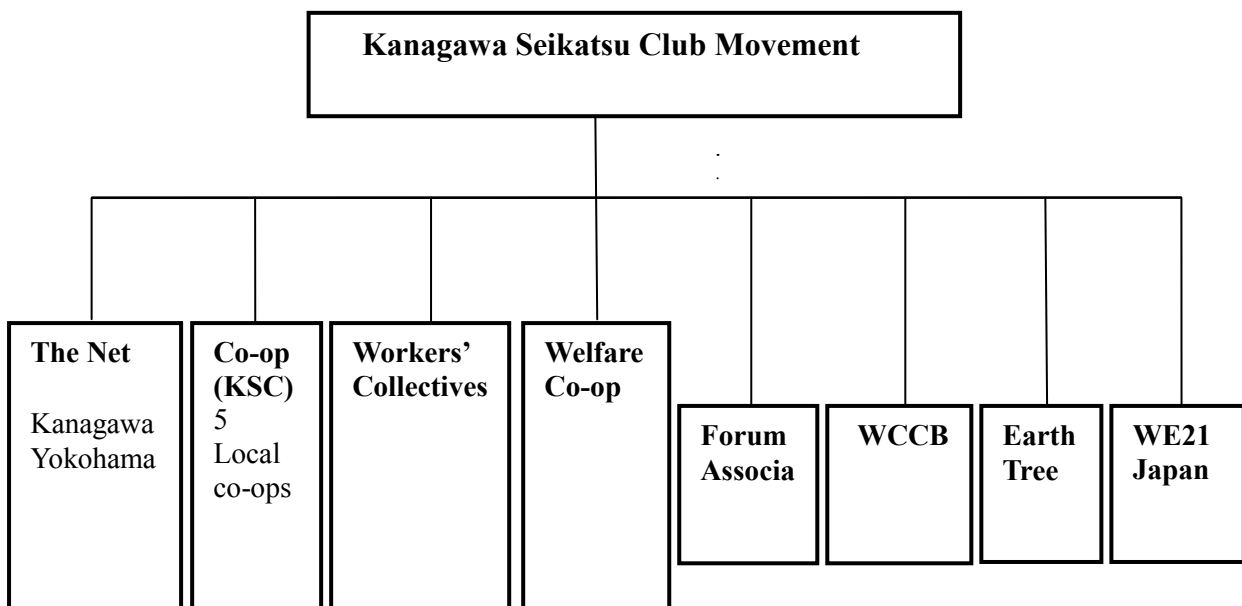 Kanagawa Seikatsu Club Movement
The Net
Kanagawa
Yokohama
Co-op
(KSC)
5
Local
co-ops
Workers’
Collectives
Welfare
Co-op
Forum
Associa
WCCB
Earth
Tree
WE21
Japan